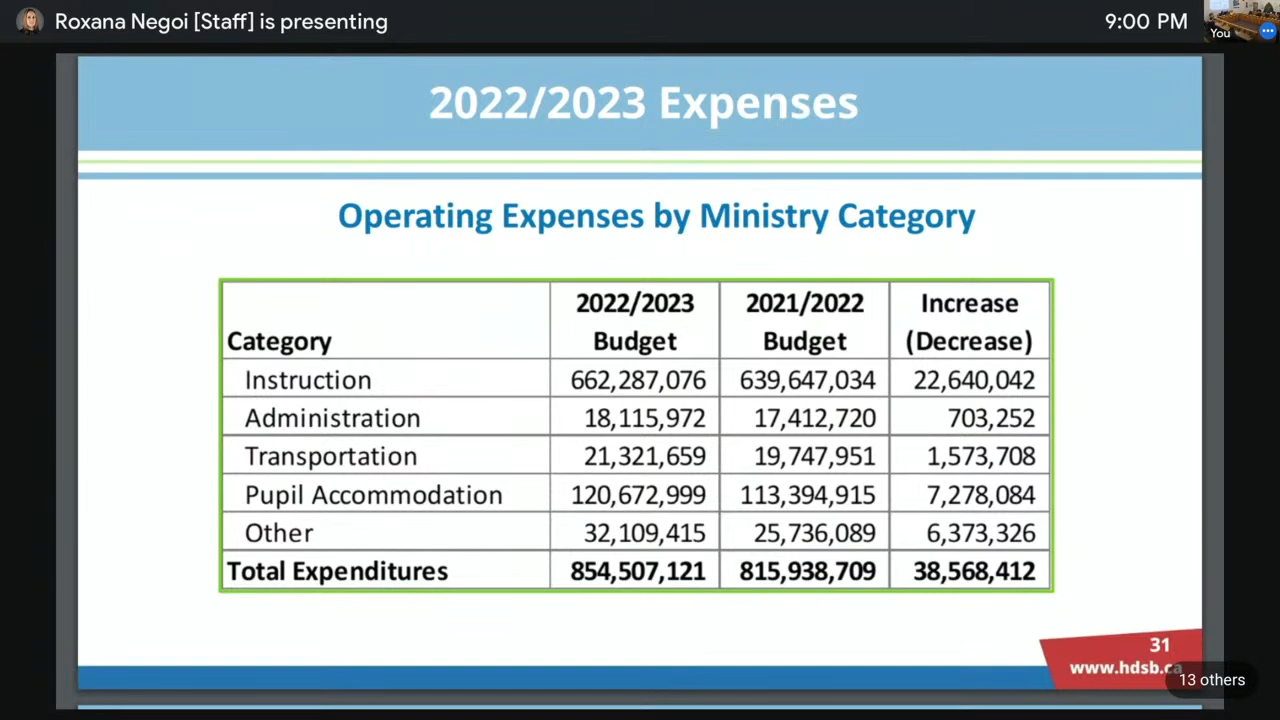 Roxana Negoi [Staff] is presenting
9:00 PM
You
2022/2023 Expenses
Operating Expenses by Ministry Category
Category 2022/2023 Budget 2021/2022 Budget Increase (Decrease)
Instruction 662,287,076 639,647,034 22,640,042
Administration 18,115,972 17,412,720 703,252
Transportation 21,321,659 19,747,951 1,573,708
Pupil Accommodation 120,672,999 113,394,915 7,278,084
Other 32,109,415 25,736,089 6,373,326
Total Expenditures 854,507,121 815,938,709 38,568,412
31
www.hdsb.ca
13 others